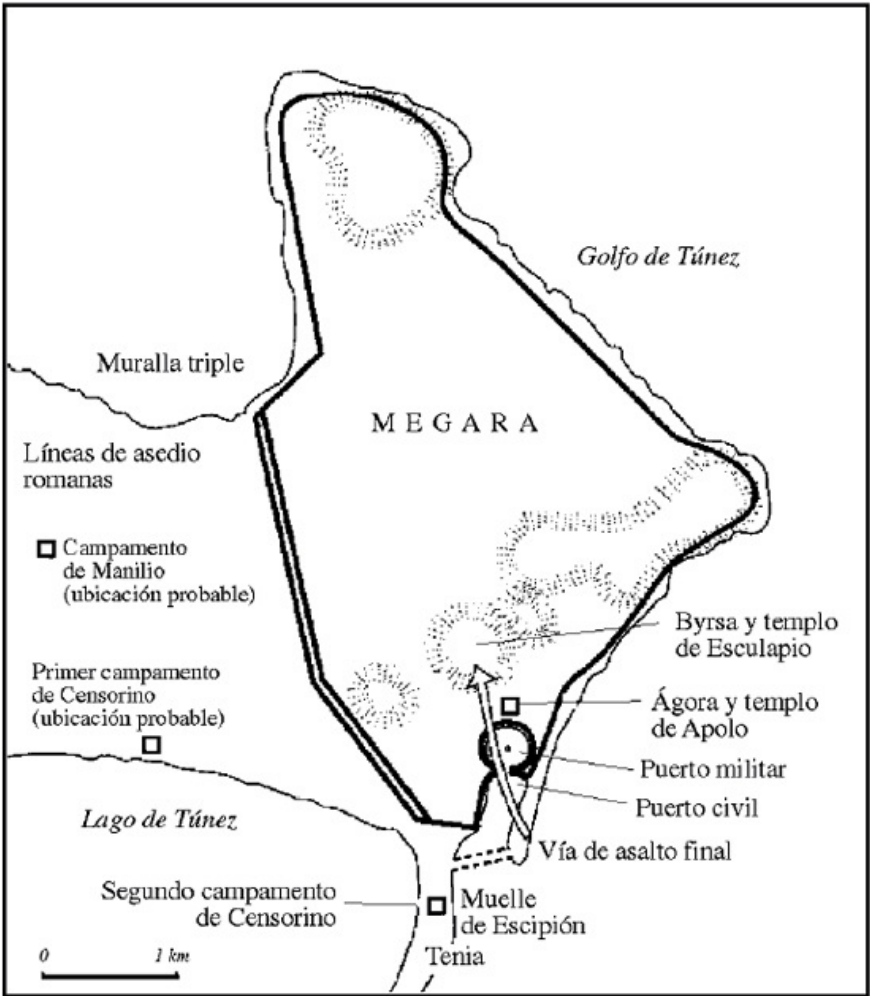 Golfo de Túnez
Muralla triple
MEGARA
Líneas de asedio
romanas
Campamento
de Manilio
(ubicación probable)
Byrsa y templo
de Esculapio
Primer campamento
de Censorino
(ubicación probable)
Ágora y templo
de Apolo
Puerto militar
Puerto civil
Lago de Túnez
Vía de asalto final
Segundo campamento
de Censorino
Muelle
de Escipión
Tenia
0 1 km